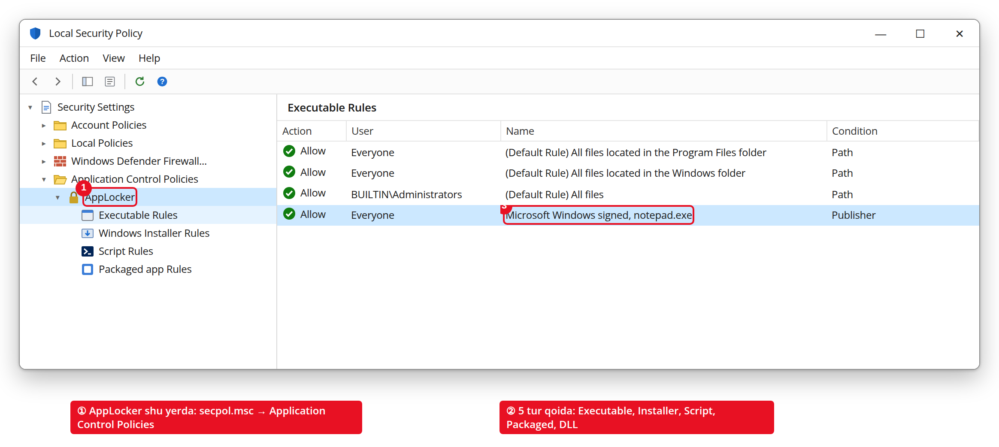 Local Security Policy
File Action View Help
Security Settings
Account Policies
Local Policies
Windows Defender Firewall...
Application Control Policies
1
AppLocker
Executable Rules
Windows Installer Rules
Script Rules
Packaged app Rules
Executable Rules
Action User Name Condition
Allow Everyone (Default Rule) All files located in the Program Files folder Path
Allow Everyone (Default Rule) All files located in the Windows folder Path
Allow BUILTIN\Administrators (Default Rule) All files Path
3
Allow Everyone Microsoft Windows signed, notepad.exe Publisher
① AppLocker shu yerda: secpol.msc → Application
Control Policies
② 5 tur qoida: Executable, Installer, Script,
Packaged, DLL